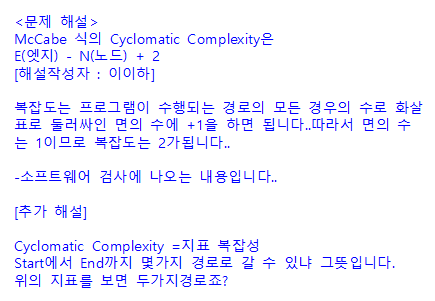 <문제 해설>
McCabe 식의 Cyclomatic Complexity은
E(엣지) - N(노드) + 2
[해설작성자 : 이이하]
복잡도는 프로그램이 수행되는 경로의 모든 경우의 수로 화살
표로 둘러싸인 면의 수에 +1을 하면 됩니다..따라서 면의 수
는 1이므로 복잡도는 2가됩니다..
-소프트웨어 검사에 나오는 내용입니다..
[추가 해설]
Cyclomatic Complexity =지표 복잡성
Start에서 End까지 몇가지 경로로 갈 수 있냐 그뜻입니다.
위의 지표를 보면 두가지경로죠?